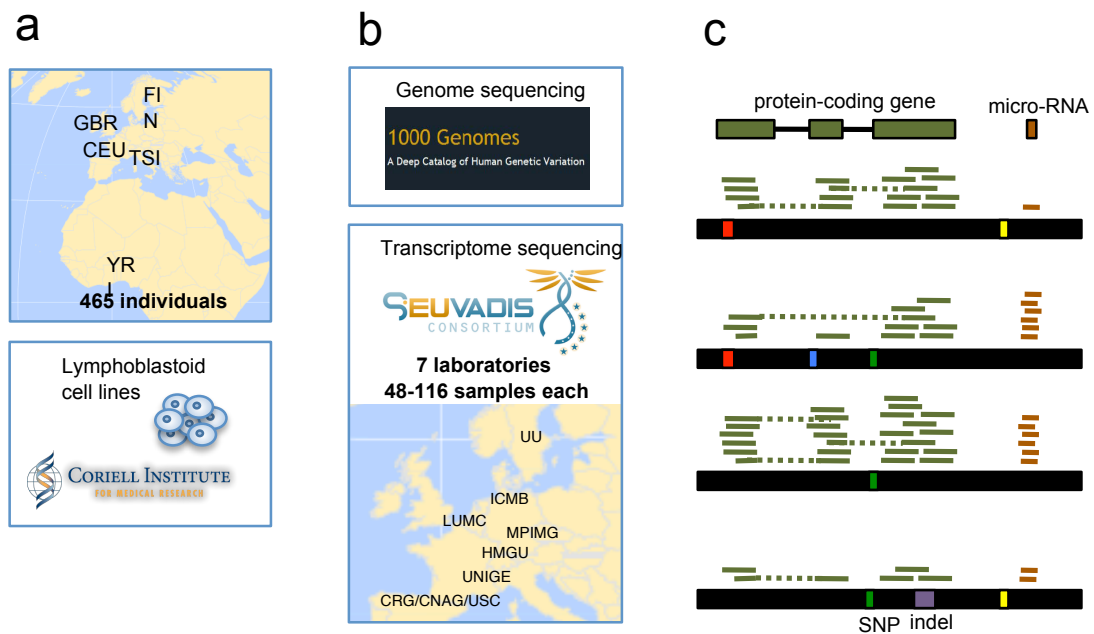 a
FI
N
GBR
CEU
TSI
YR
I
465 individuals
Lymphoblastoid
cell lines
CORIELL INSTITUTE
FOR MEDICAL RESEARCH
b
Genome sequencing
1000 Genomes
A Deep Catalog of Human Genetic Variation
Transcriptome sequencing
GEUVADIS
CONSORTIUM
7 laboratories
48-116 samples each
UU
ICMB
LUMC
MPIMG
HMGU
UNIGE
CRG/CNAG/USC
c
protein-coding gene
micro-RNA
SNP
indel